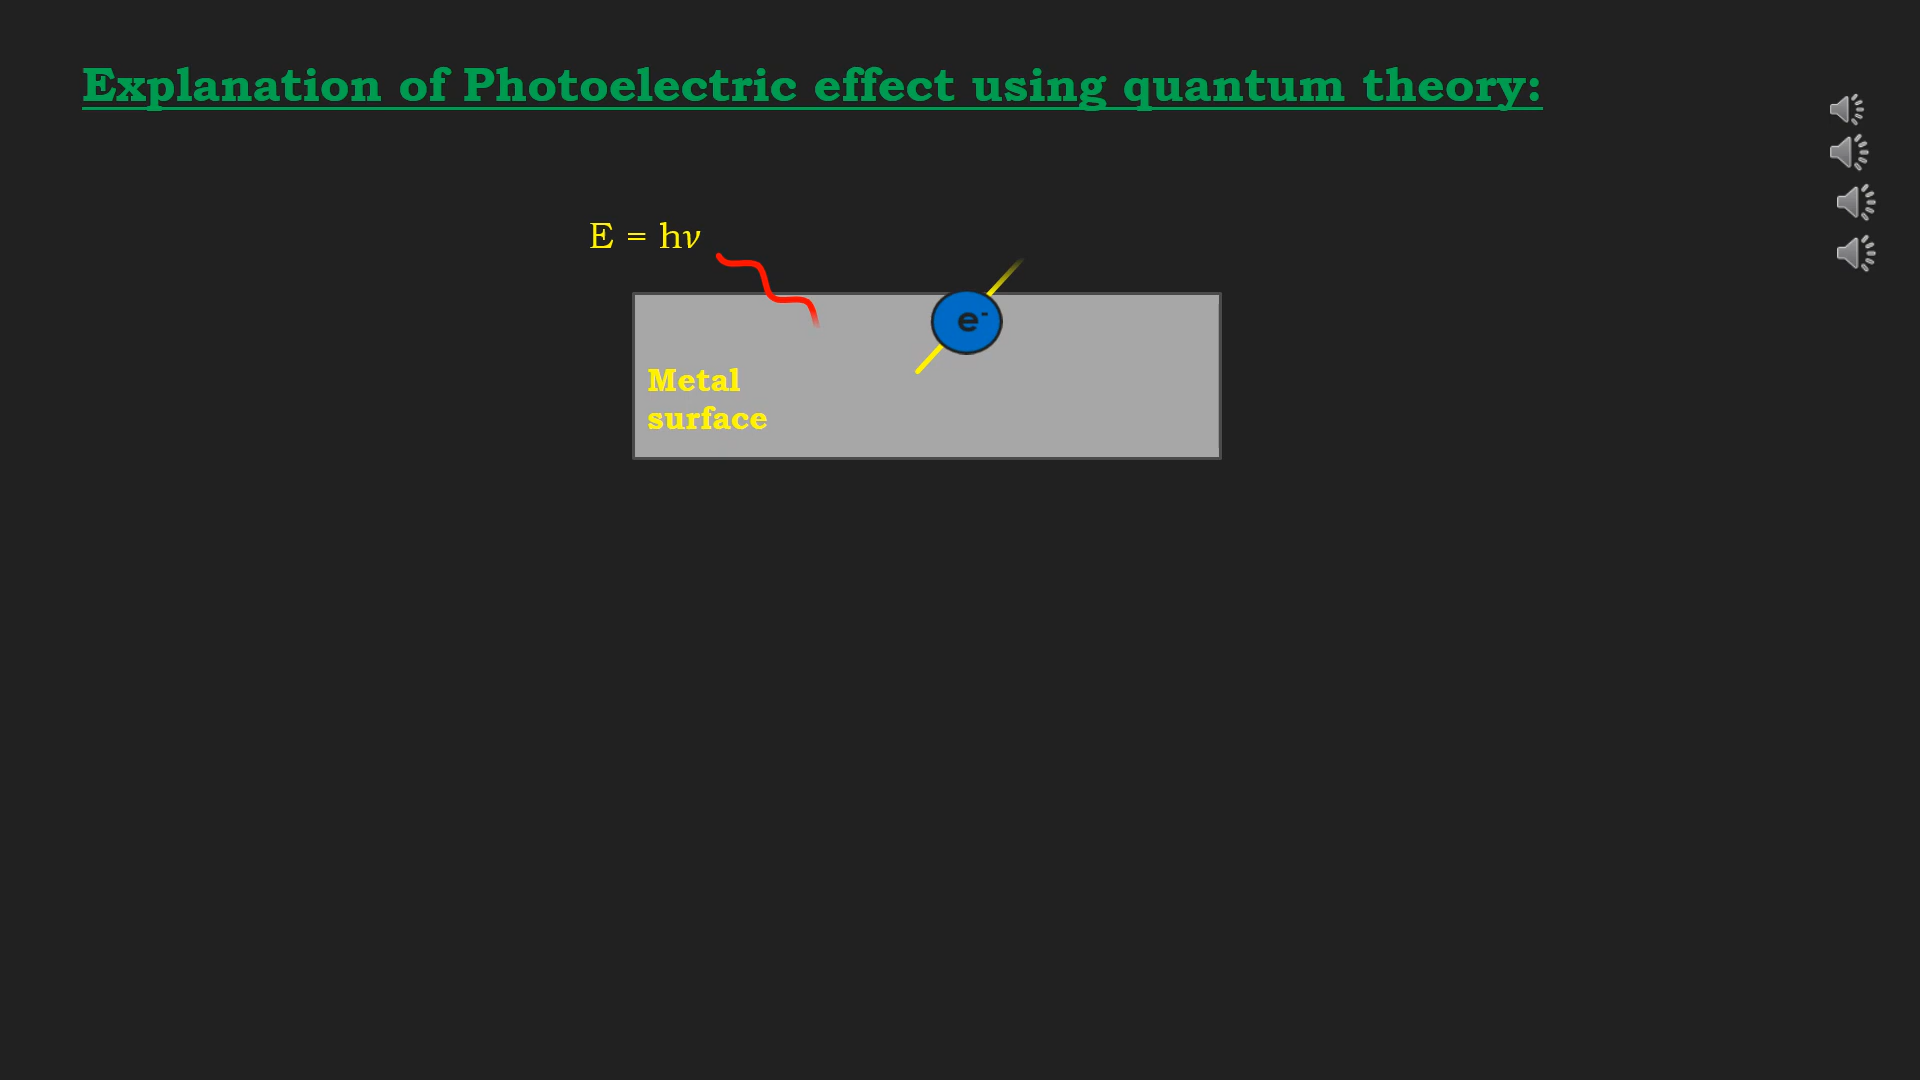 Explanation of Photoelectric effect using quantum theory:
E = hν
e⁻
Metal
surface